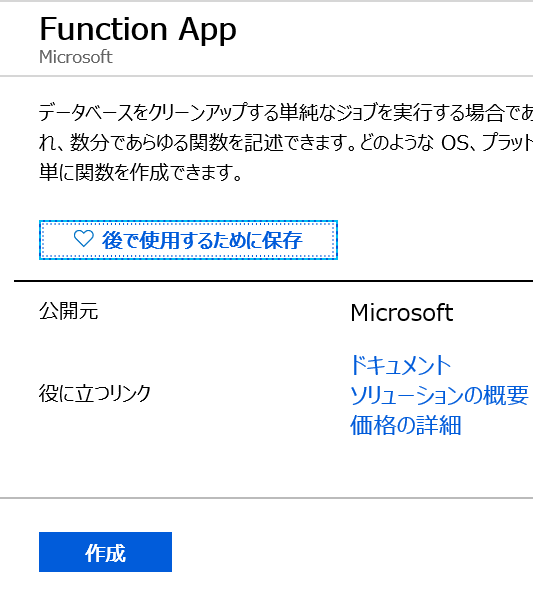 Function App
Microsoft
データベースをクリーンアップする単純なジョブを実行する場合であ
れ、数分であらゆる関数を記述できます。どのような OS、プラット
単に関数を作成できます。
後で使用するために保存
公開元 Microsoft
ドキュメント
役に立つリンク ソリューションの概要
価格の詳細
作成